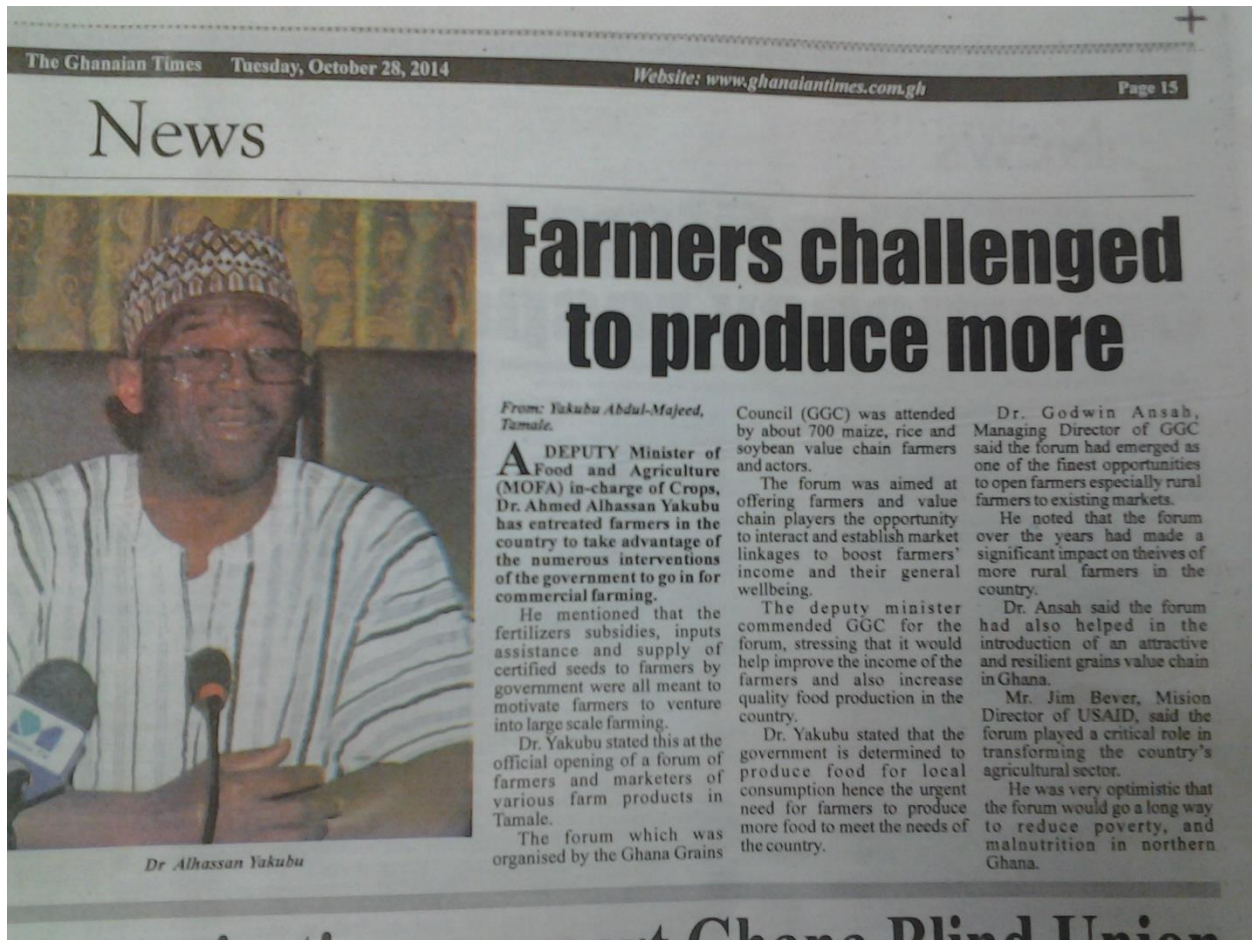 The Ghanaian Times Tuesday, October 28, 2014 Website: www.ghanaiantimes.com.gh Page 15
News
Farmers challenged
to produce more
From: Yakubu Abdul-Majeed,
Tamale.
A DEPUTY Minister of
Food and Agriculture
(MOFA) in-charge of Crops,
Dr. Ahmed Alhassan Yakubu
has entreated farmers in the
country to take advantage of
the numerous interventions
of the government to go in for
commercial farming.
He mentioned that the
fertilizers subsidies, inputs
assistance and supply of
certified seeds to farmers by
government were all meant to
motivate farmers to venture
into large scale farming.
Dr. Yakubu stated this at the
official opening of a forum of
farmers and marketers of
various farm products in
Tamale.
The forum which was
organised by the Ghana Grains
Council (GGC) was attended
by about 700 maize, rice and
soybean value chain farmers
and actors.
The forum was aimed at
offering farmers and value
chain players the opportunity
to interact and establish market
linkages to boost farmers'
income and their general
wellbeing.
The deputy minister
commended GGC for the
forum, stressing that it would
help improve the income of the
farmers and also increase
quality food production in the
country.
Dr. Yakubu stated that the
government is determined to
produce food for local
consumption hence the urgent
need for farmers to produce
more food to meet the needs of
the country.
Dr. Godwin Ansah,
Managing Director of GGC
said the forum had emerged as
one of the finest opportunities
to open farmers especially rural
farmers to existing markets.
He noted that the forum
over the years had made a
significant impact on theives of
more rural farmers in the
country.
Dr. Ansah said the forum
had also helped in the
introduction of an attractive
and resilient grains value chain
in Ghana.
Mr. Jim Bever, Mision
Director of USAID, said the
forum played a critical role in
transforming the country's
agricultural sector.
He was very optimistic that
the forum would go a long way
to reduce poverty, and
malnutrition in northern
Ghana.
Dr Alhassan Yakubu
Ghana Blind Union